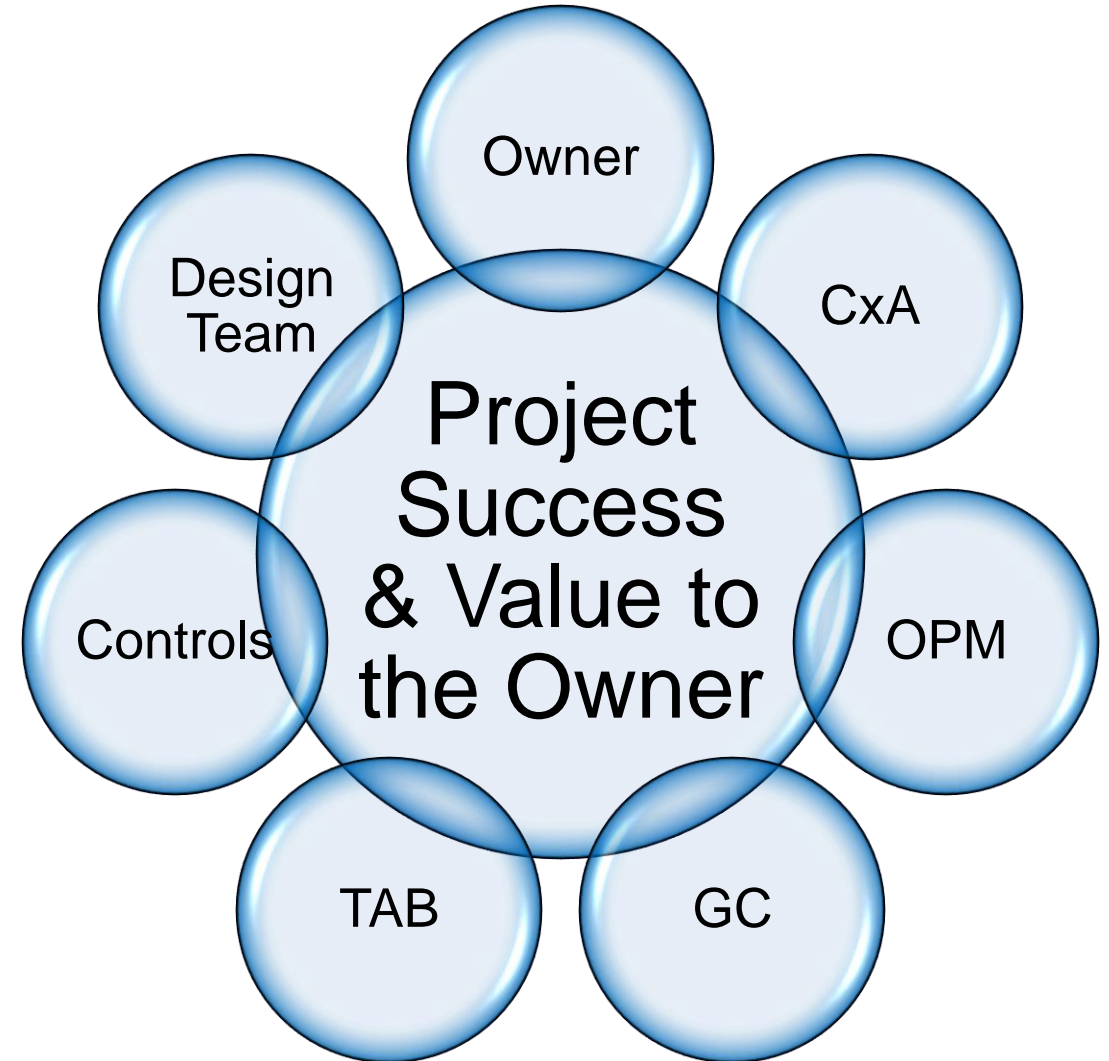 Owner
Design
Team
CxA
Project
Success
& Value to
the Owner
Controls
OPM
TAB
GC